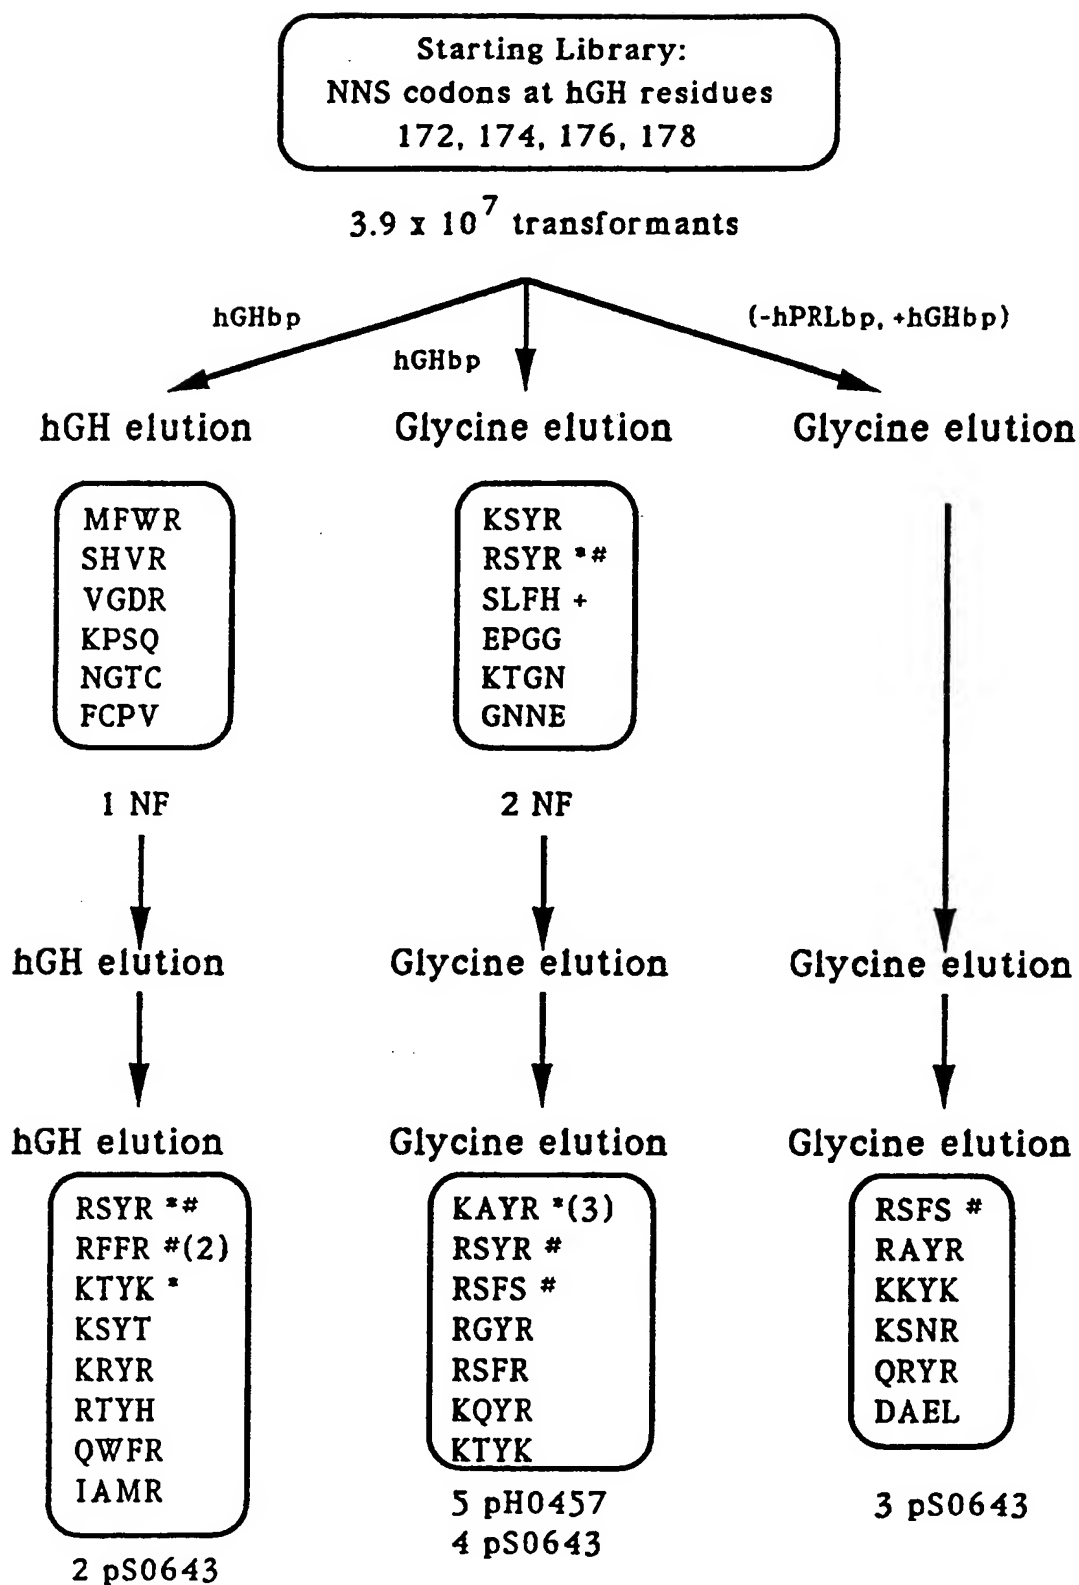 Starting Library:
NNS codons at hGH residues
172, 174, 176, 178
3.9 x 10^7 transformants
hGHbp
hGHbp
(-hPRLbp, +hGHbp)
hGH elution
Glycine elution
Glycine elution
MFWR
SHVR
VGDR
KPSQ
NGTC
FCPV
1 NF
KSYR
RSYR *#
SLFH +
EPGG
KTGN
GNNE
2 NF
hGH elution
Glycine elution
Glycine elution
hGH elution
Glycine elution
Glycine elution
RSYR *#
RFFR #(2)
KTYK *
KSYT
KRYR
RTYH
QWFR
IAMR
2 pS0643
KAYR *(3)
RSYR #
RSFS #
RGYR
RSFR
KQYR
KTYK
5 pH0457
4 pS0643
RSFS #
RAYR
KKYK
KSNR
QRYR
DAEL
3 pS0643